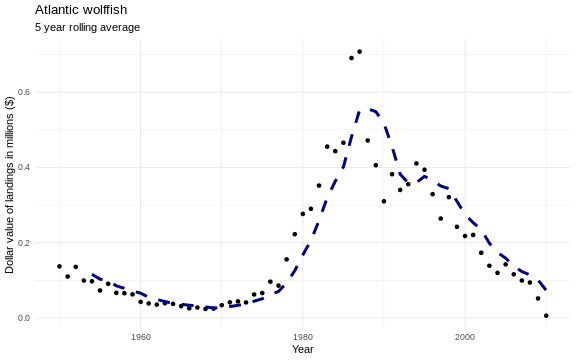 Atlantic wolffish
5 year rolling average
Dollar value of landings in millions ($)
0.6
0.4
0.2
0.0
1960
1980
2000
Year